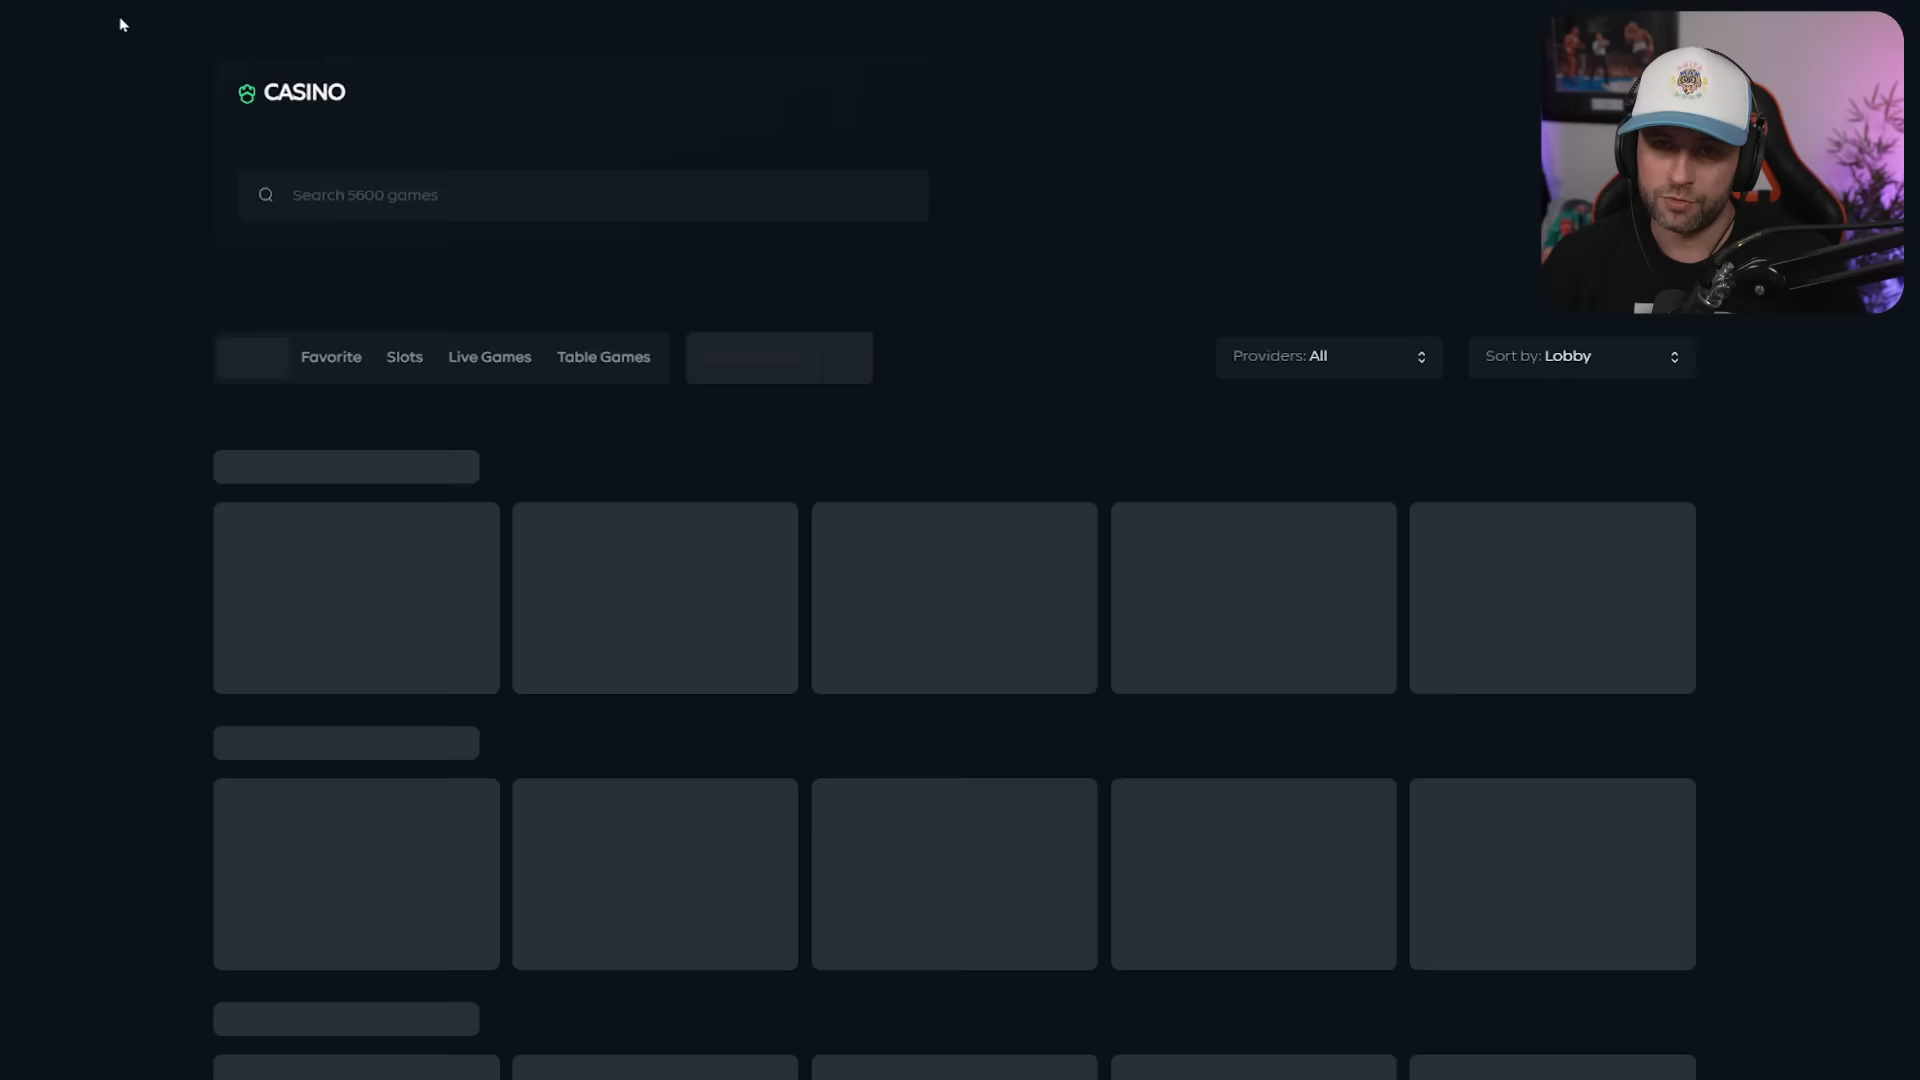 CASINO
Search 5600 games
Favorite Slots Live Games Table Games
Providers: All
Sort by: Lobby